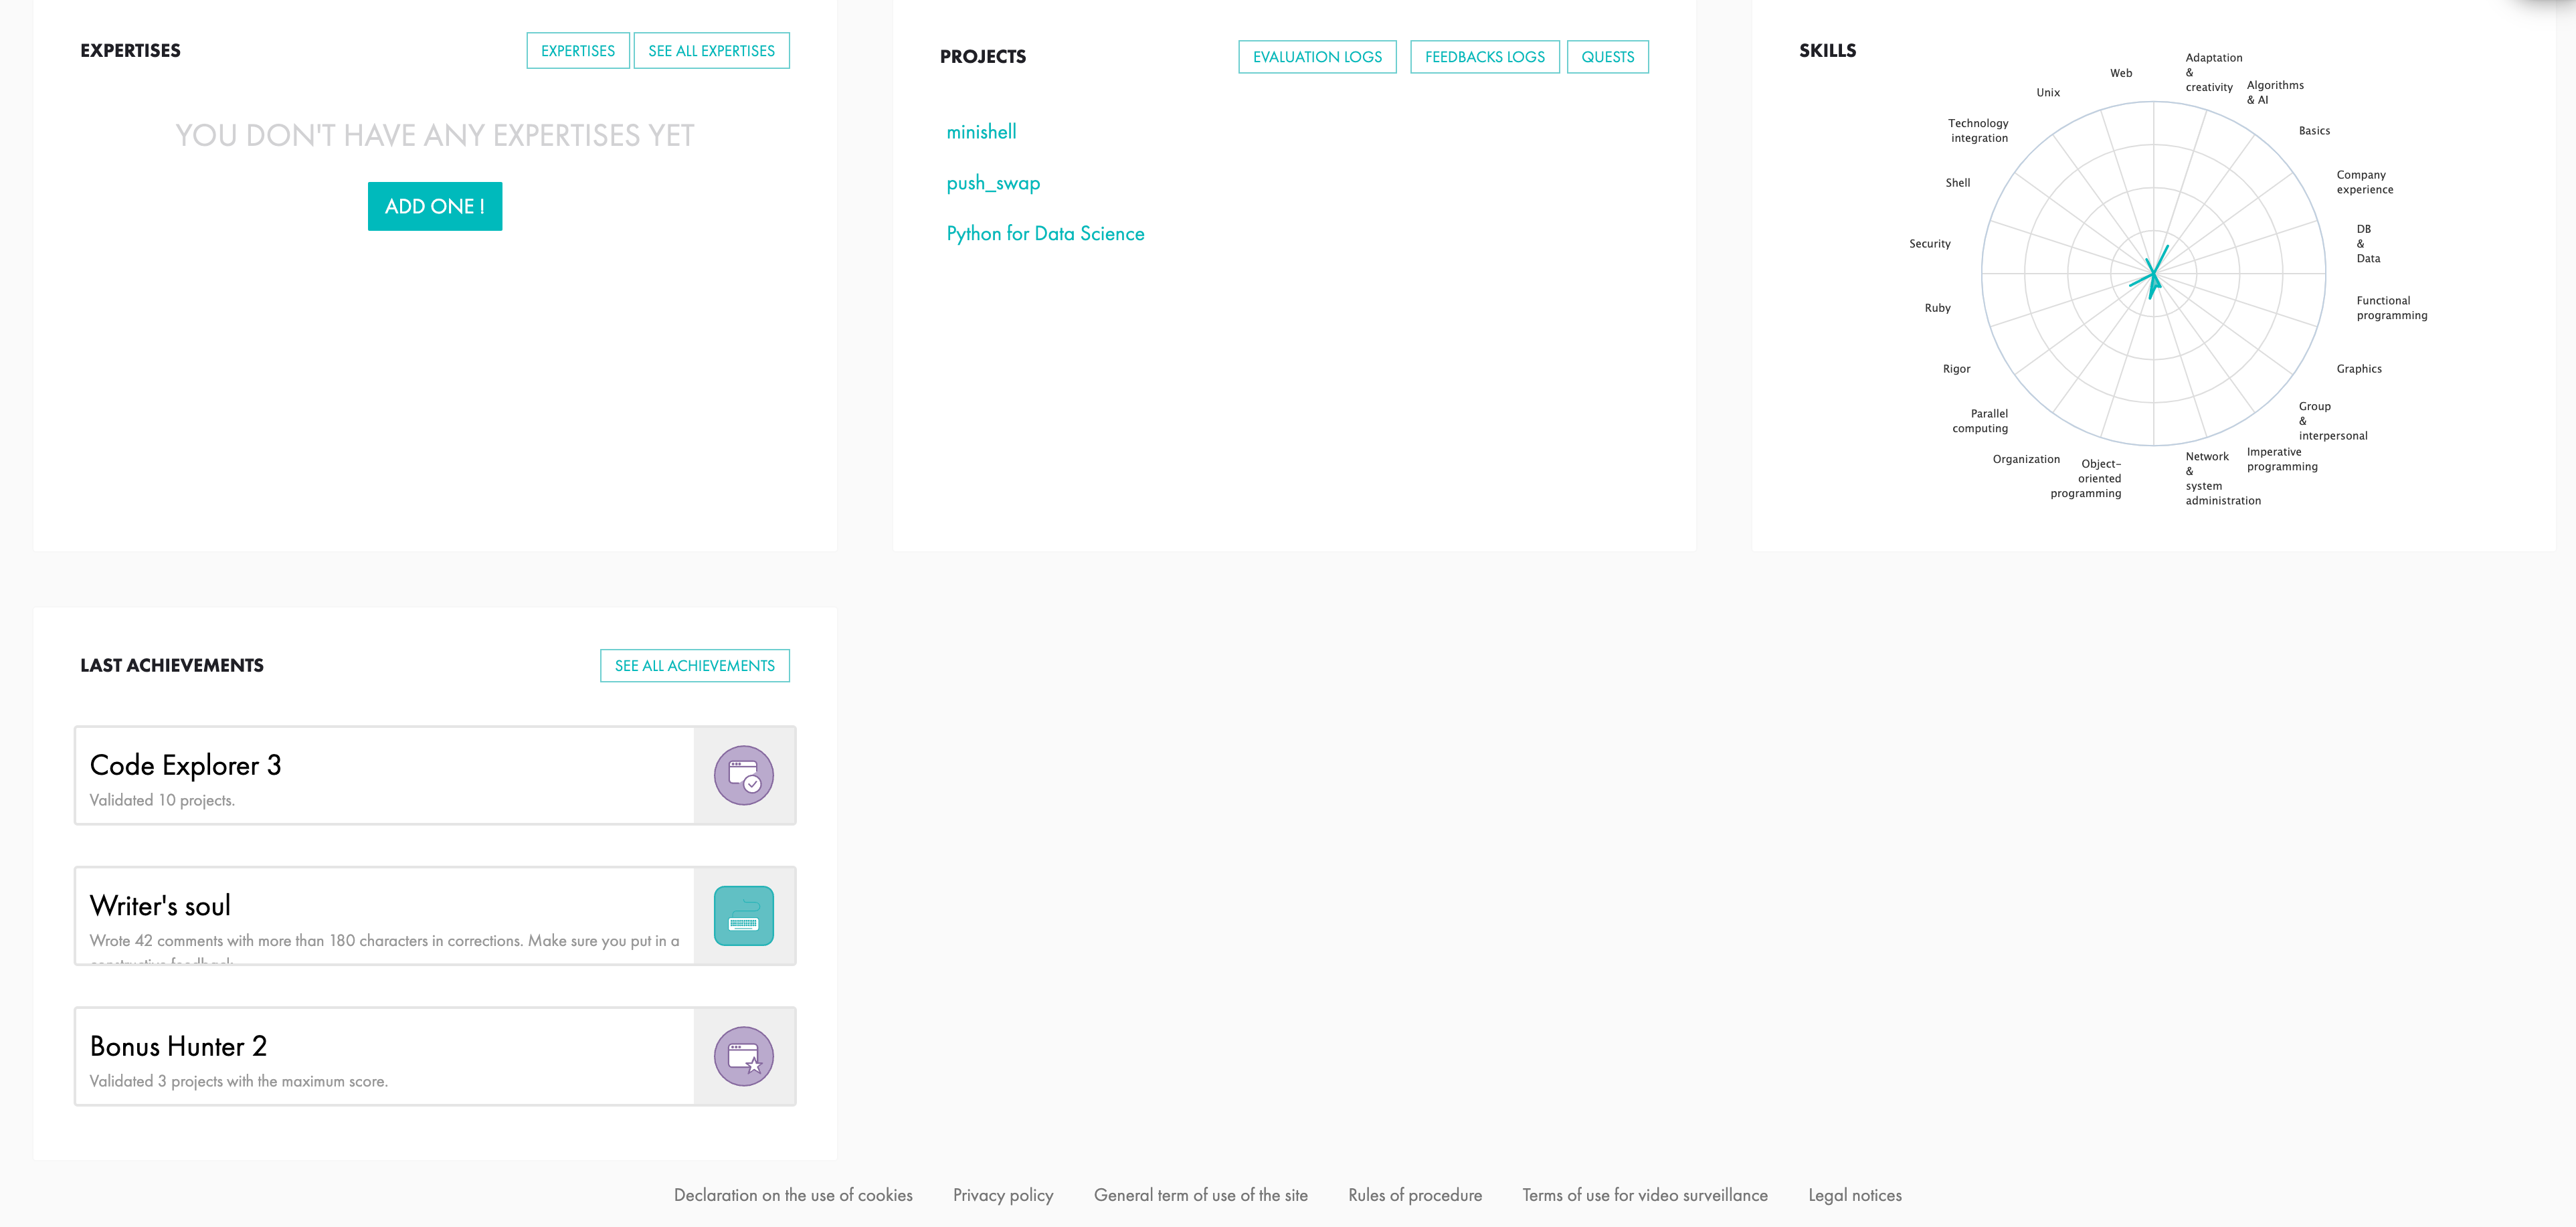 EXPERTISES
EXPERTISES
SEE ALL EXPERTISES
YOU DON'T HAVE ANY EXPERTISES YET
ADD ONE !
PROJECTS
EVALUATION LOGS
FEEDBACKS LOGS
QUESTS
minishell
push_swap
Python for Data Science
SKILLS
Adaptation
&
creativity
Algorithms
& AI
Basics
Company
experience
DB
&
Data
Functional
programming
Graphics
Group
&
interpersonal
Imperative
programming
Network
&
system
administration
Object-
oriented
programming
Organization
Parallel
computing
Rigor
Ruby
Security
Shell
Technology
integration
Unix
Web
LAST ACHIEVEMENTS
SEE ALL ACHIEVEMENTS
Code Explorer 3
Validated 10 projects.
Writer's soul
Wrote 42 comments with more than 180 characters in corrections. Make sure you put in a
constructive feedback
Bonus Hunter 2
Validated 3 projects with the maximum score.
Declaration on the use of cookies
Privacy policy
General term of use of the site
Rules of procedure
Terms of use for video surveillance
Legal notices